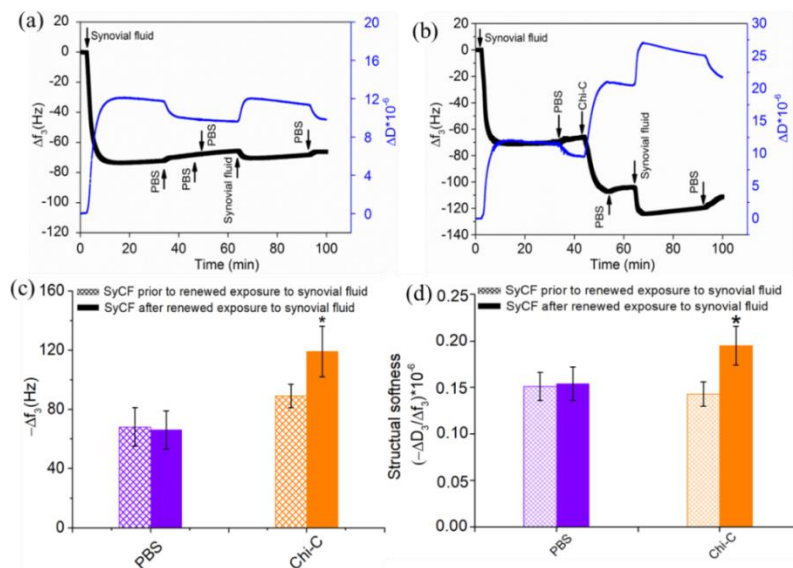 (a)
Synovial fluid
PBS
PBS
PBS
Synovial fluid
PBS
Δf₃(Hz)
20
0
-20
-40
-60
-80
-100
-120
0 20 40 60 80 100
Time (min)
20
16
12
8
4
0
ΔD*10⁻⁶
(b)
Synovial fluid
PBS
Chi-C
PBS
Synovial fluid
PBS
Δf₃(Hz)
20
0
-20
-40
-60
-80
-100
-120
-140
0 20 40 60 80 100
Time (min)
30
25
20
15
10
5
0
ΔD*10⁻⁶
(c)
SyCF prior to renewed exposure to synovial fluid
SyCF after renewed exposure to synovial fluid
*
−Δf₃(Hz)
160
120
80
40
0
PBS
Chi-C
(d)
SyCF prior to renewed exposure to synovial fluid
SyCF after renewed exposure to synovial fluid
*
Structual softness
(−ΔD₃/Δf₃)*10⁻⁶
0.25
0.20
0.15
0.10
0.05
0.00
PBS
Chi-C